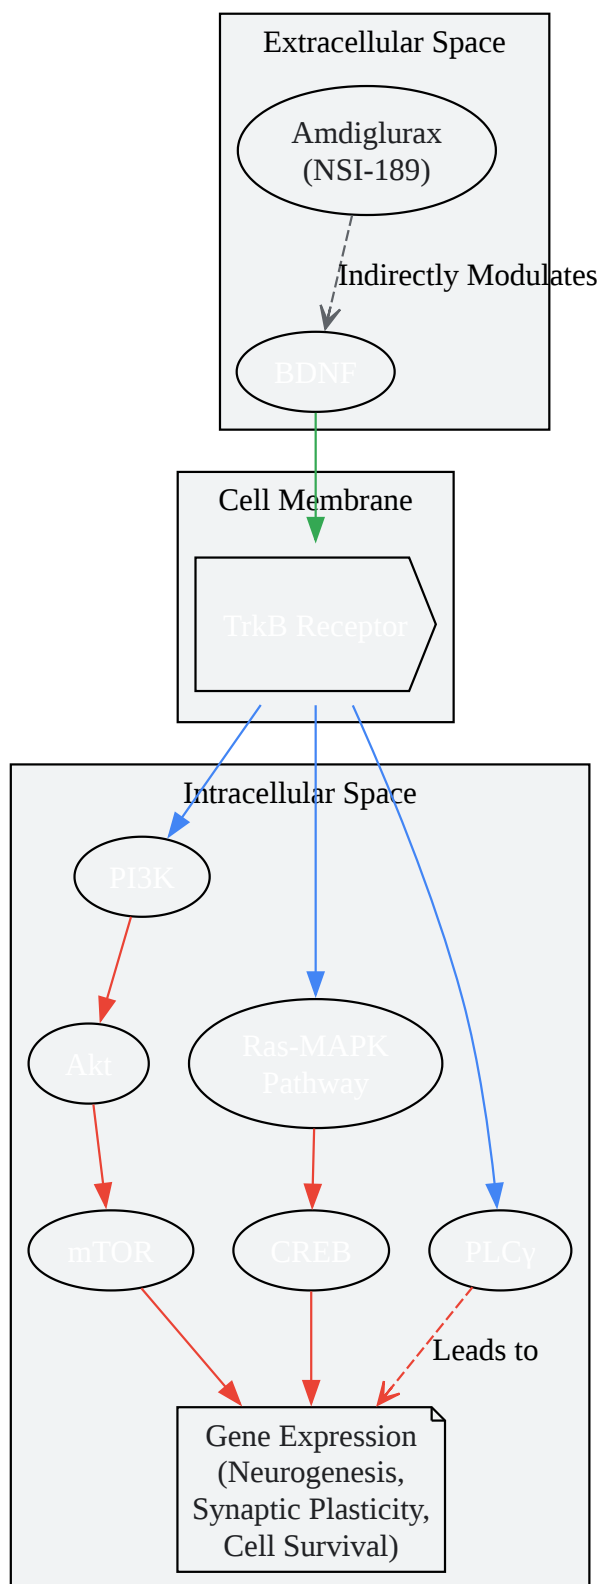 Extracellular Space
Amdiglurax
(NSI-189)
Indirectly Modulates
BDNF
Cell Membrane
TrkB Receptor
Intracellular Space
PI3K
Akt
Ras-MAPK
Pathway
mTOR
CREB
PLCγ
Leads to
Gene Expression
(Neurogenesis,
Synaptic Plasticity,
Cell Survival)